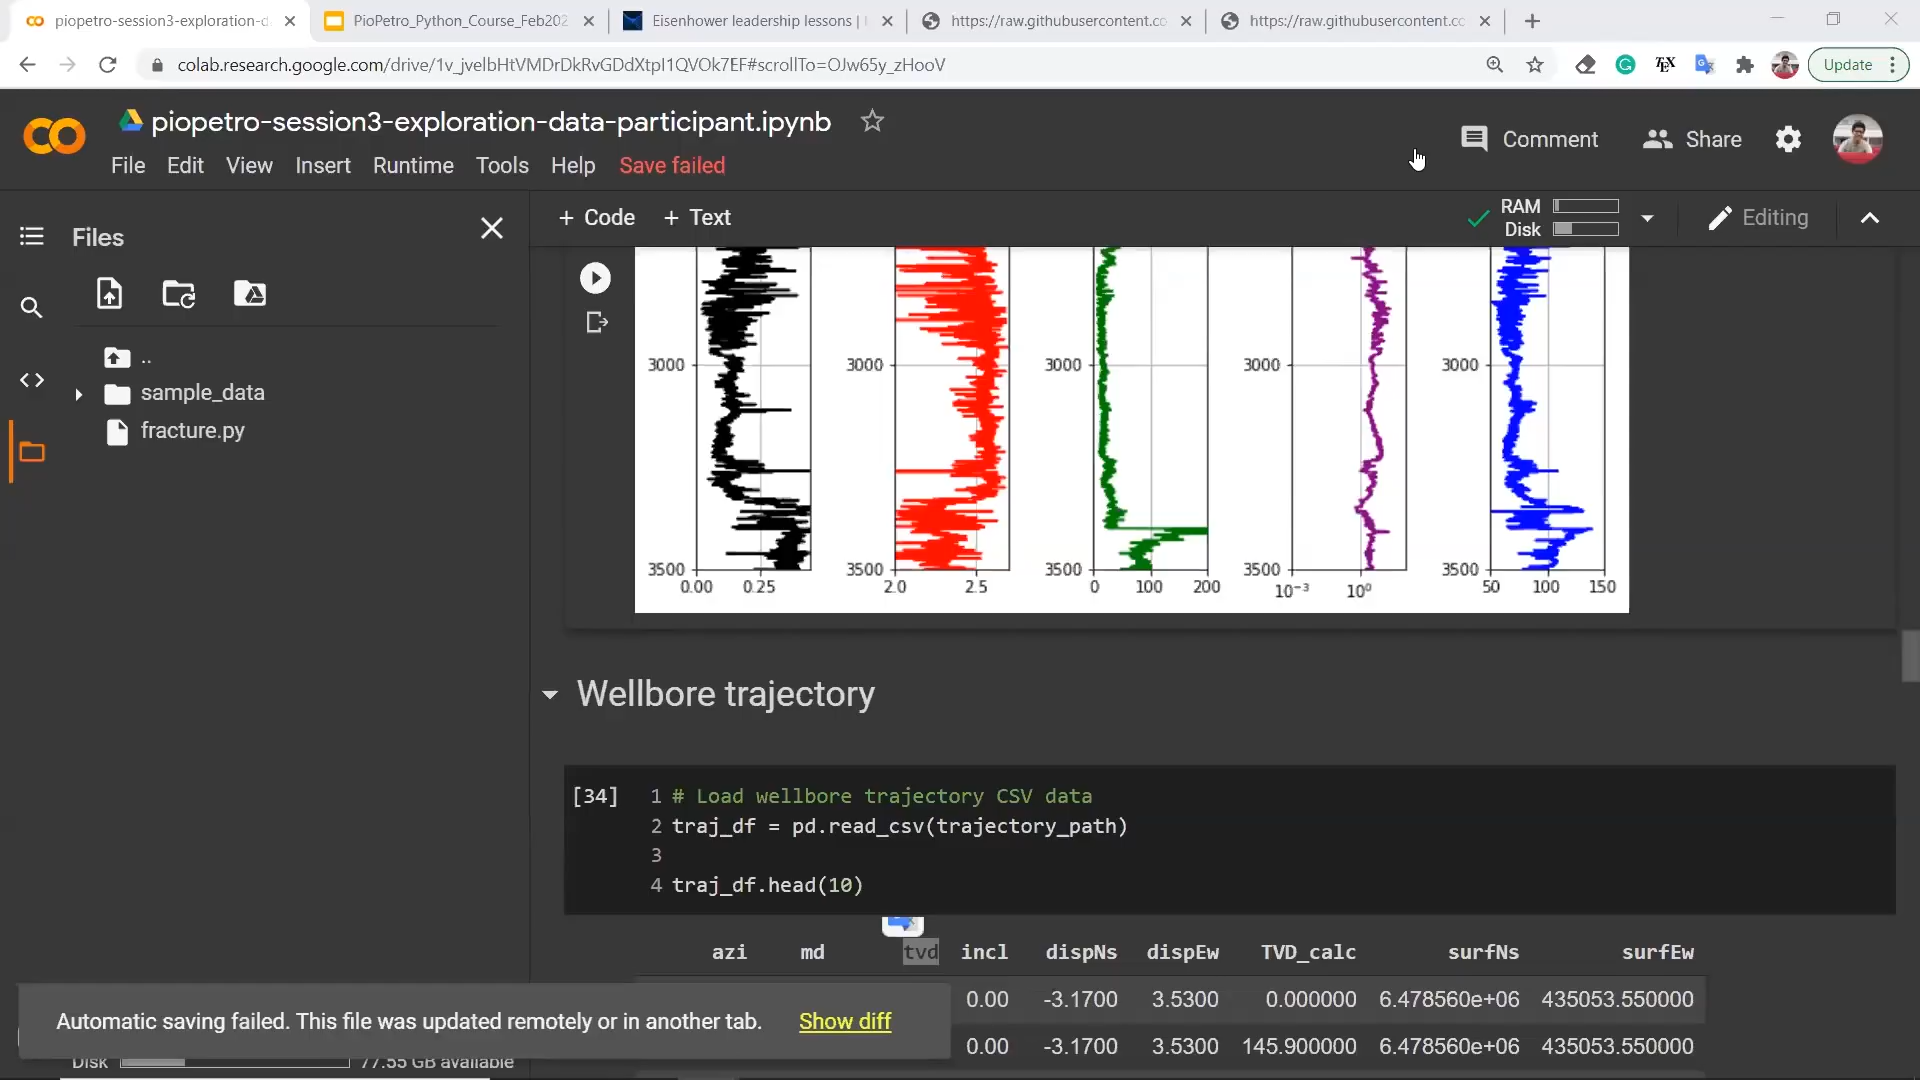 piopetro-session3-exploration-d
PioPetro_Python_Course_Feb202
Eisenhower leadership lessons |
https://raw.githubusercontent.co
https://raw.githubusercontent.cc
colab.research.google.com/drive/1v_jvelbHtVMDrDkRvGDdXtpI1QVOk7EF#scrollTo=OJw65y_zHooV
Update
piopetro-session3-exploration-data-participant.ipynb
Comment
Share
File Edit View Insert Runtime Tools Help Save failed
Files
+ Code + Text
RAM
Disk
Editing
..
sample_data
fracture.py
3000 3000 3000 3000 3000
3500 3500 3500 3500 3500
0.00 0.25 2.0 2.5 0 100 200 10⁻³ 10⁰ 50 100 150
Wellbore trajectory
[34] 1 # Load wellbore trajectory CSV data
2 traj_df = pd.read_csv(trajectory_path)
3
4 traj_df.head(10)
azi md tvd incl dispNs dispEw TVD_calc surfNs surfEw
0.00 -3.1700 3.5300 0.000000 6.478560e+06 435053.550000
Automatic saving failed. This file was updated remotely or in another tab. Show diff
0.00 -3.1700 3.5300 145.900000 6.478560e+06 435053.550000
Disk 77.55 GB available